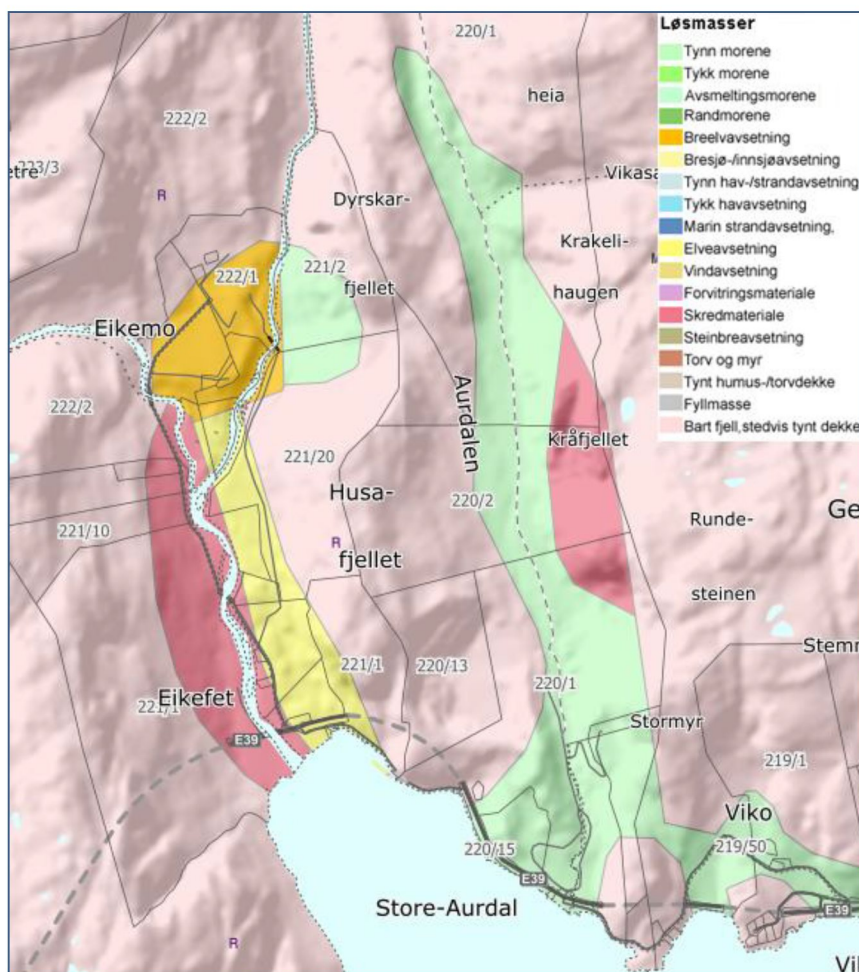 Løsmasser
Tynn morene
Tykk morene
Avsmeltingsmorene
Randmorene
Breelvavsetning
Bresjø-/innsjøavsetning
Tynn hav-/strandavsetning
Tykk havavsetning
Marin strandavsetning,
Elveavsetning
Vindavsetning
Forvitringsmateriale
Skredmateriale
Steinbreavsetning
Torv og myr
Tynt humus-/torvdekke
Fyllmasse
Bart fjell,stedvis tynt dekke
220/1
heia
222/2
223/3
etre
R
Vikasa
Dyrskar-
Krakeli-
222/1
221/2
fjellet
haugen
M
Eikemo
Aurdalen
222/2
Kråfjellet
221/20
Husa-
220/2
Ge
Runde-
221/10
R
fjellet
steinen
Stemm
221/1
220/13
220/1
Eikefet
221/1
Stormyr
E39
219/1
Viko
220/15
219/50
E39
E39
Store-Aurdal
R
Vi